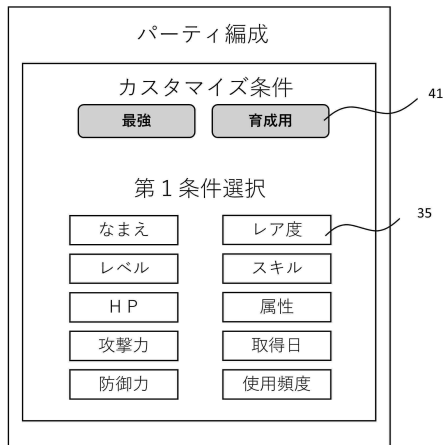 パーティ編成
カスタマイズ条件
最強 育成用
41
第1条件選択
なまえ レア度
35
レベル スキル
HP 属性
攻撃力 取得日
防御力 使用頻度